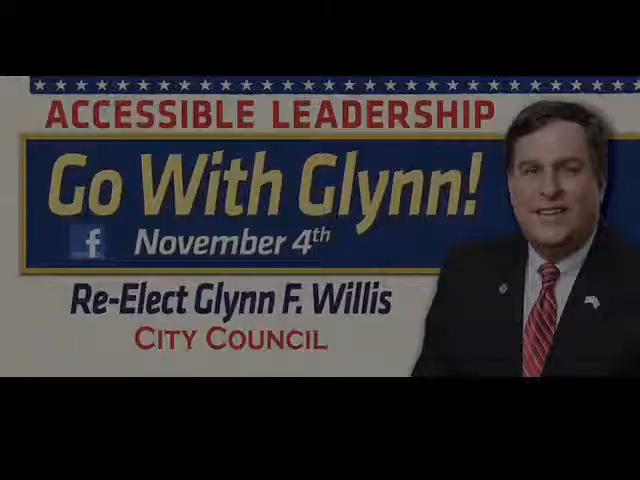 ACCESSIBLE LEADERSHIP
Go With Glynn!
f November 4th
Re-Elect Glynn F. Willis
CITY COUNCIL